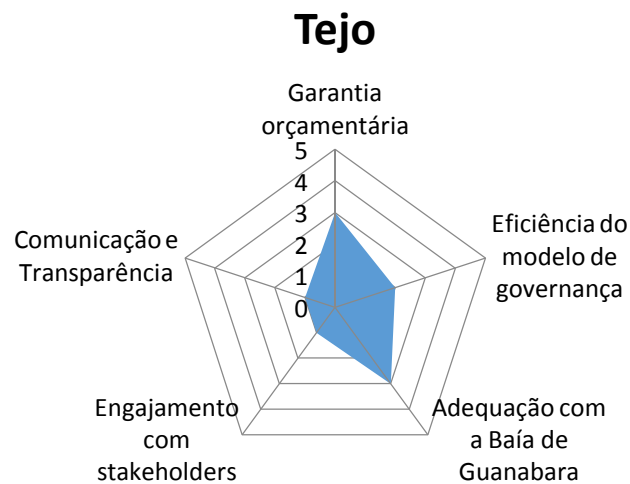 Tejo
Garantia
orçamentária
5
4
3
2
1
0
Eficiência do
modelo de
governança
Adequação com
a Baía de
Guanabara
Engajamento
com
stakeholders
Comunicação e
Transparência